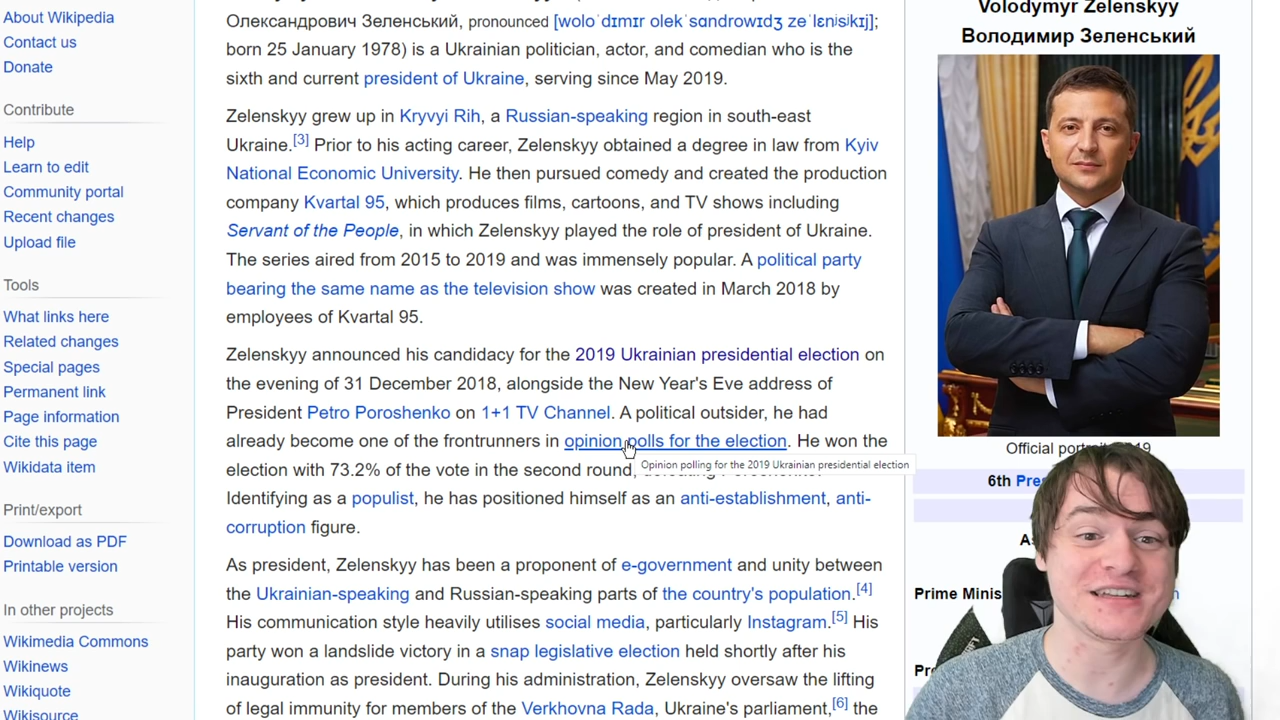 About Wikipedia
Contact us
Donate
Contribute
Help
Learn to edit
Community portal
Recent changes
Upload file
Tools
What links here
Related changes
Special pages
Permanent link
Page information
Cite this page
Wikidata item
Print/export
Download as PDF
Printable version
In other projects
Wikimedia Commons
Wikinews
Wikiquote
Wikisource
Олександрович Зеленський, pronounced [woloˈdɪmɪr olekˈsɑndrowɪdʒ zeˈlɛnʲsʲkɪj];
born 25 January 1978) is a Ukrainian politician, actor, and comedian who is the
sixth and current president of Ukraine, serving since May 2019.
Zelenskyy grew up in Kryvyi Rih, a Russian-speaking region in south-east
Ukraine.[3] Prior to his acting career, Zelenskyy obtained a degree in law from Kyiv
National Economic University. He then pursued comedy and created the production
company Kvartal 95, which produces films, cartoons, and TV shows including
Servant of the People, in which Zelenskyy played the role of president of Ukraine.
The series aired from 2015 to 2019 and was immensely popular. A political party
bearing the same name as the television show was created in March 2018 by
employees of Kvartal 95.
Zelenskyy announced his candidacy for the 2019 Ukrainian presidential election on
the evening of 31 December 2018, alongside the New Year's Eve address of
President Petro Poroshenko on 1+1 TV Channel. A political outsider, he had
already become one of the frontrunners in opinion polls for the election. He won the
election with 73.2% of the vote in the second round,
Opinion polling for the 2019 Ukrainian presidential election
Identifying as a populist, he has positioned himself as an anti-establishment, anti-
corruption figure.
As president, Zelenskyy has been a proponent of e-government and unity between
the Ukrainian-speaking and Russian-speaking parts of the country's population.[4]
His communication style heavily utilises social media, particularly Instagram.[5] His
party won a landslide victory in a snap legislative election held shortly after his
inauguration as president. During his administration, Zelenskyy oversaw the lifting
of legal immunity for members of the Verkhovna Rada, Ukraine's parliament,[6] the
Volodymyr Zelenskyy
Володимир Зеленський
Official
6th
Prime